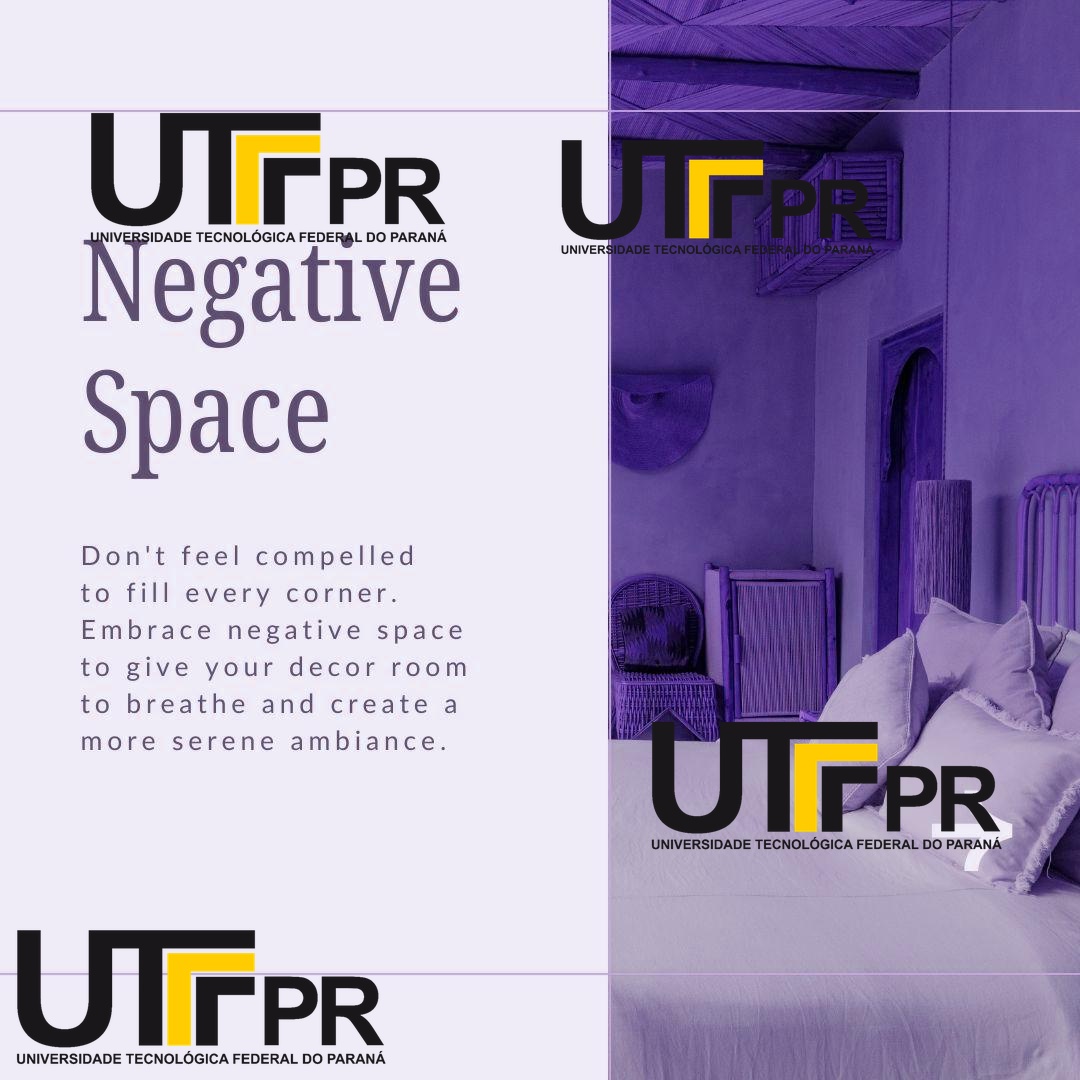 UTFPR
UNIVERSIDADE TECNOLÓGICA FEDERAL DO PARANÁ
UTFPR
UNIVERSIDADE TECNOLÓGICA FEDERAL DO PARANÁ
Negative
Space
Don't feel compelled
to fill every corner.
Embrace negative space
to give your decor room
to breathe and create a
more serene ambiance.
UTFPR
UNIVERSIDADE TECNOLÓGICA FEDERAL DO PARANÁ
UTFPR
UNIVERSIDADE TECNOLÓGICA FEDERAL DO PARANÁ